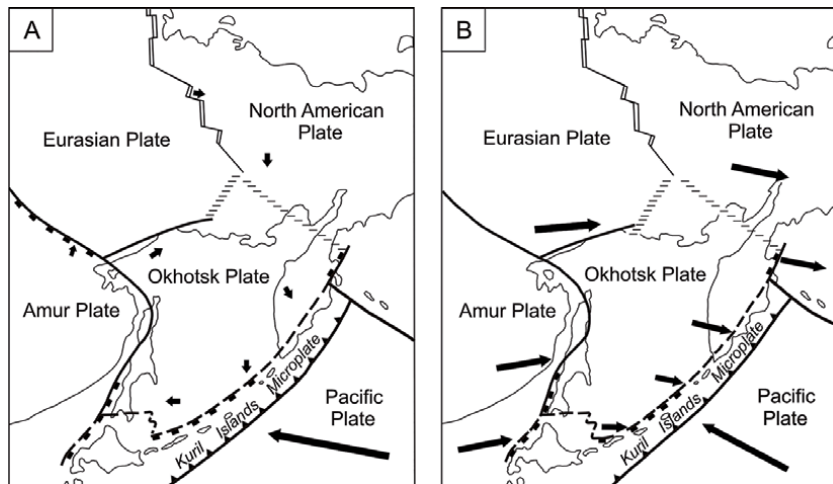 A
Eurasian Plate
North American
Plate
Okhotsk Plate
Amur Plate
Kuril Islands Microplate
Pacific
Plate
B
Eurasian Plate
North American
Plate
Okhotsk Plate
Amur Plate
Kuril Islands Microplate
Pacific
Plate